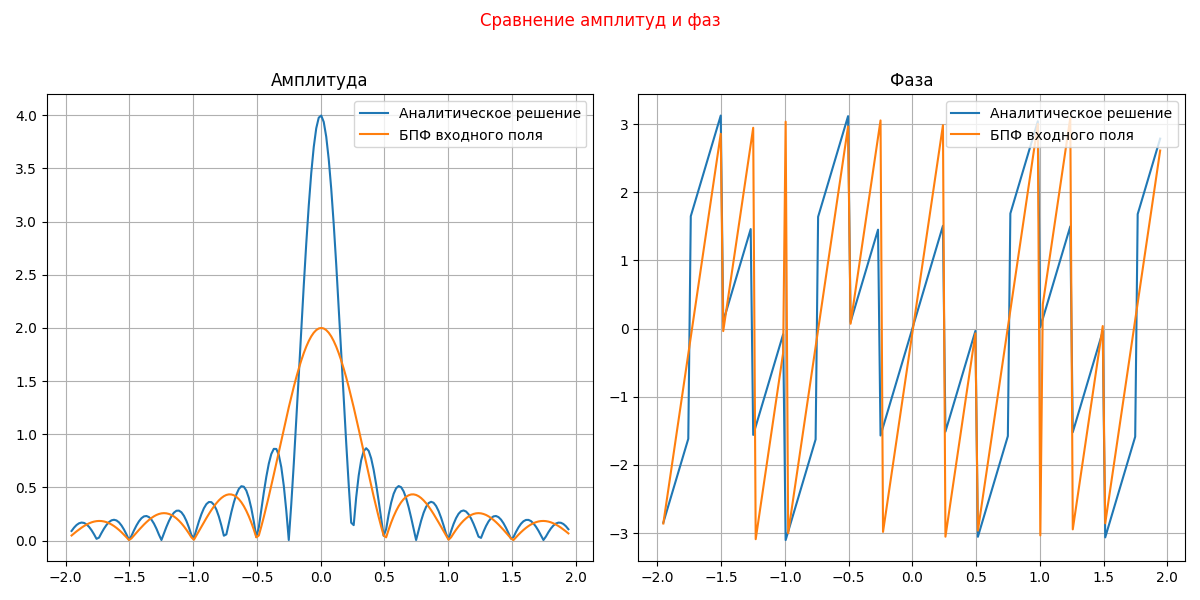 Сравнение амплитуд и фаз
Амплитуда
Аналитическое решение
БПФ входного поля
4.0
3.5
3.0
2.5
2.0
1.5
1.0
0.5
0.0
−2.0 −1.5 −1.0 −0.5 0.0 0.5 1.0 1.5 2.0
Фаза
Аналитическое решение
БПФ входного поля
3
2
1
0
−1
−2
−3
−2.0 −1.5 −1.0 −0.5 0.0 0.5 1.0 1.5 2.0